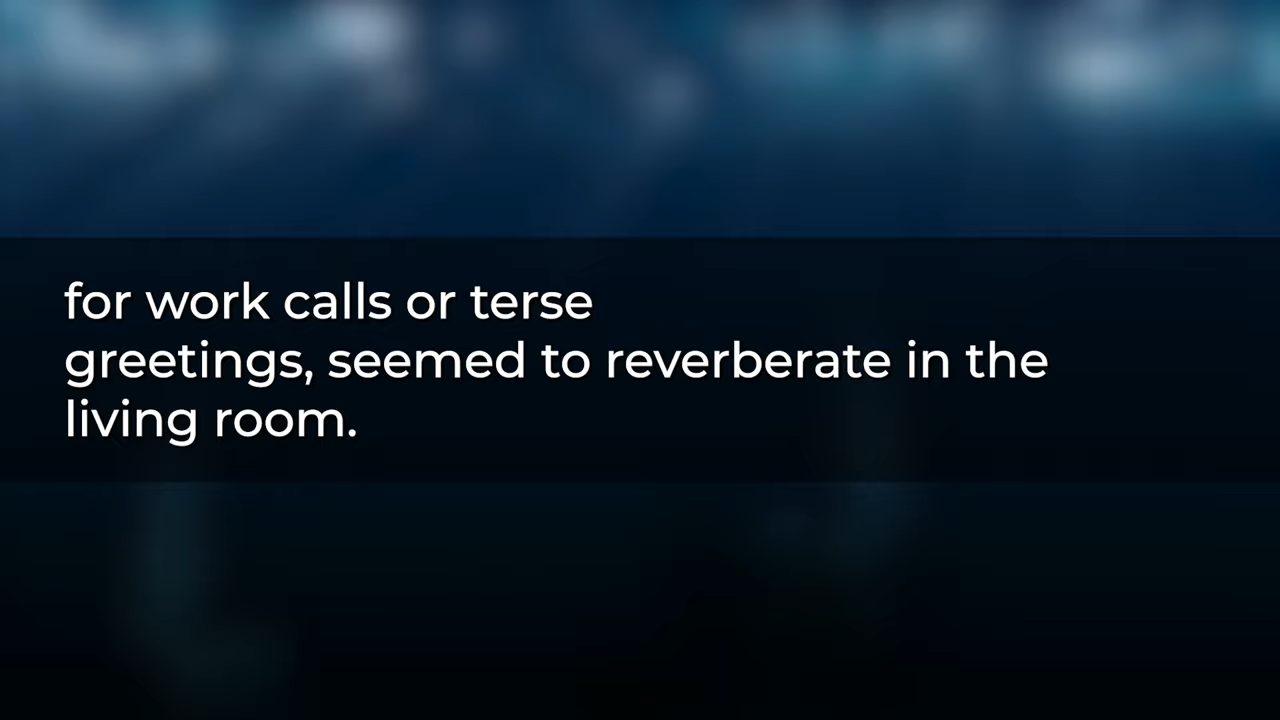 for work calls or terse
greetings, seemed to reverberate in the
living room.